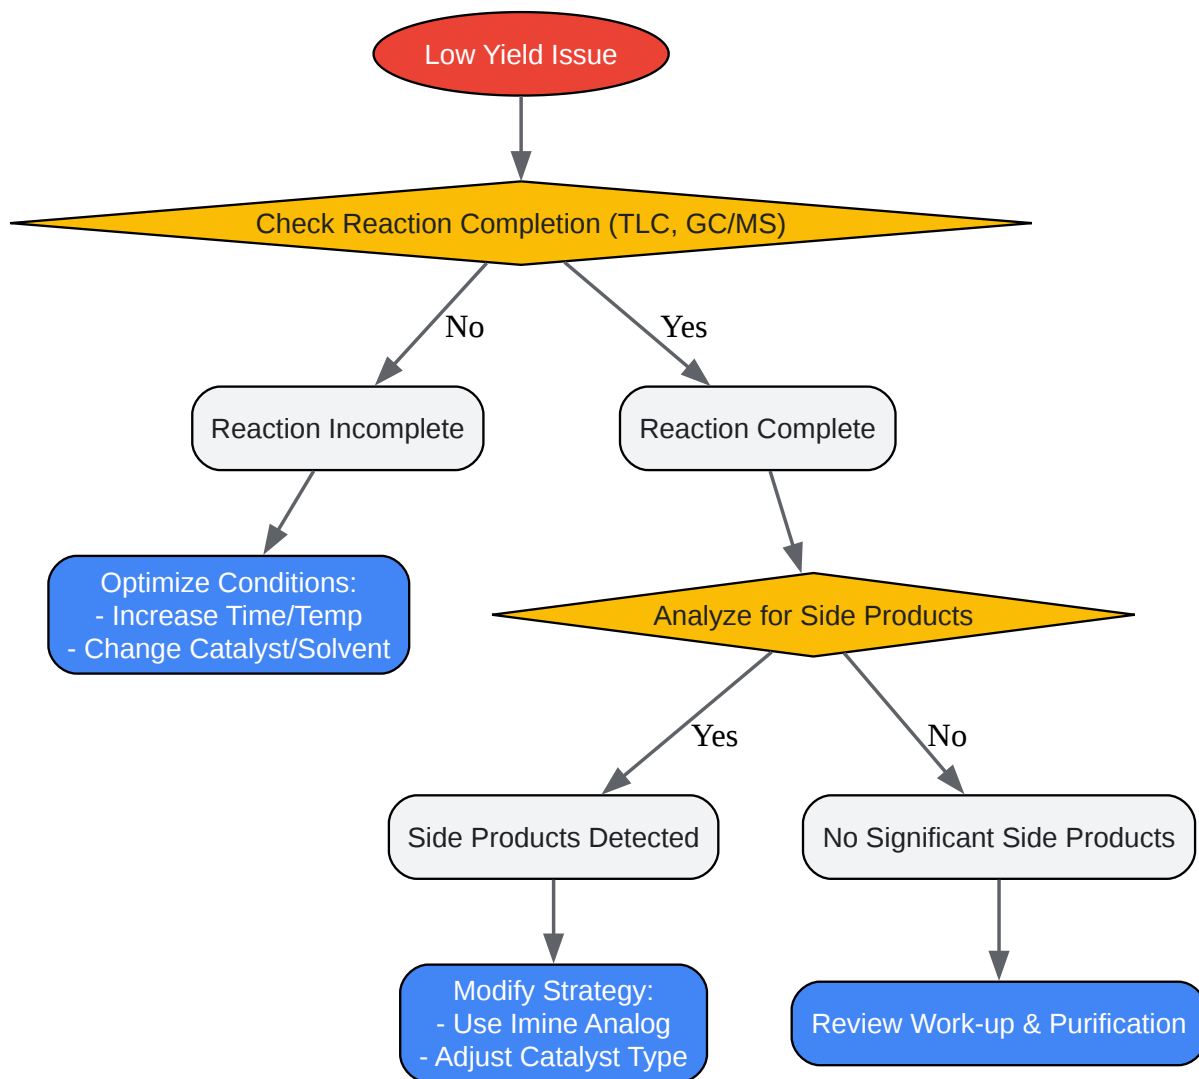 Low Yield Issue
Check Reaction Completion (TLC, GC/MS)
No
Yes
Reaction Incomplete
Reaction Complete
Optimize Conditions:
- Increase Time/Temp
- Change Catalyst/Solvent
Analyze for Side Products
Yes
No
Side Products Detected
No Significant Side Products
Modify Strategy:
- Use Imine Analog
- Adjust Catalyst Type
Review Work-up & Purification